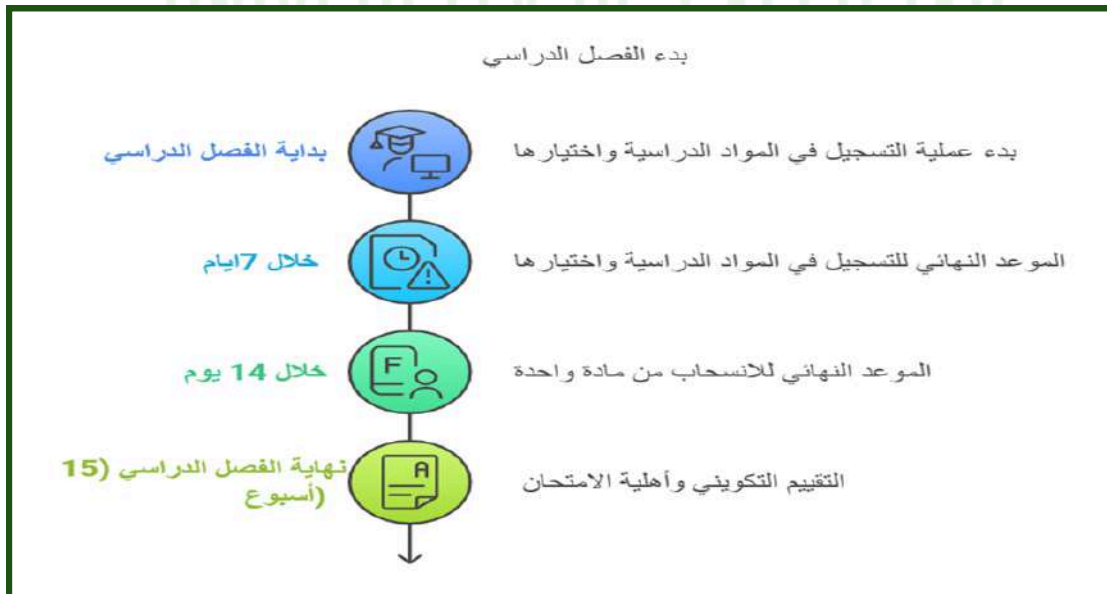 بدء الفصل الدراسي
بدء عملية التسجيل في المواد الدراسية واختيارها
بداية الفصل الدراسي
الموعد النهائي للتسجيل في المواد الدراسية واختيارها
خلال 7ايام
الموعد النهائي للانسحاب من مادة واحدة
خلال 14 يوم
F
التقييم التكويني وأهلية الامتحان
نهاية الفصل الدراسي (15
أسبوع)
A